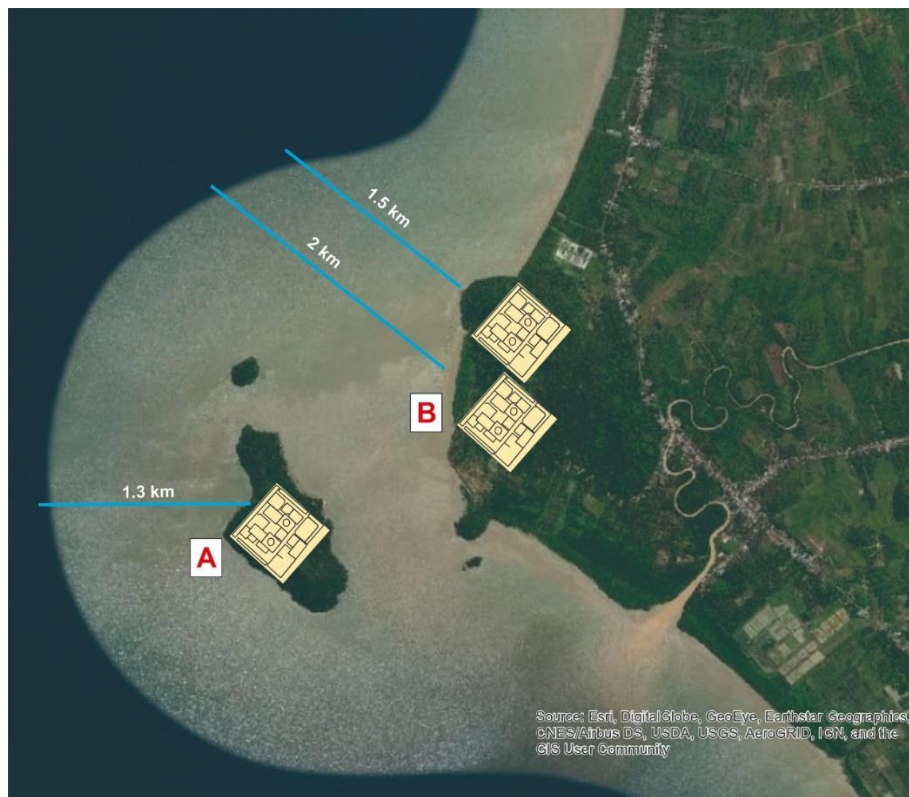 1.5 km
2 km
B
1.3 km
A
Source: Esri, DigitalGlobe, GeoEye, Earthstar Geographics,
CNES/Airbus DS, USDA, USGS, AeroGRID, IGN, and the
GIS User Community